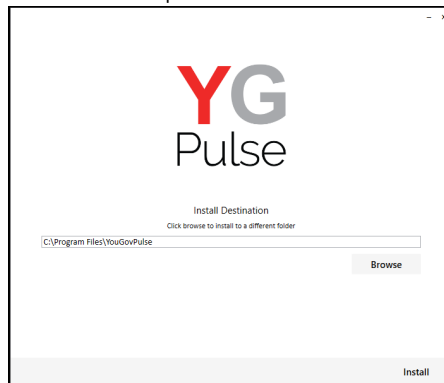 YG
Pulse
Install Destination
Click browse to install to a different folder
C:\Program Files\YouGovPulse
Browse
Install